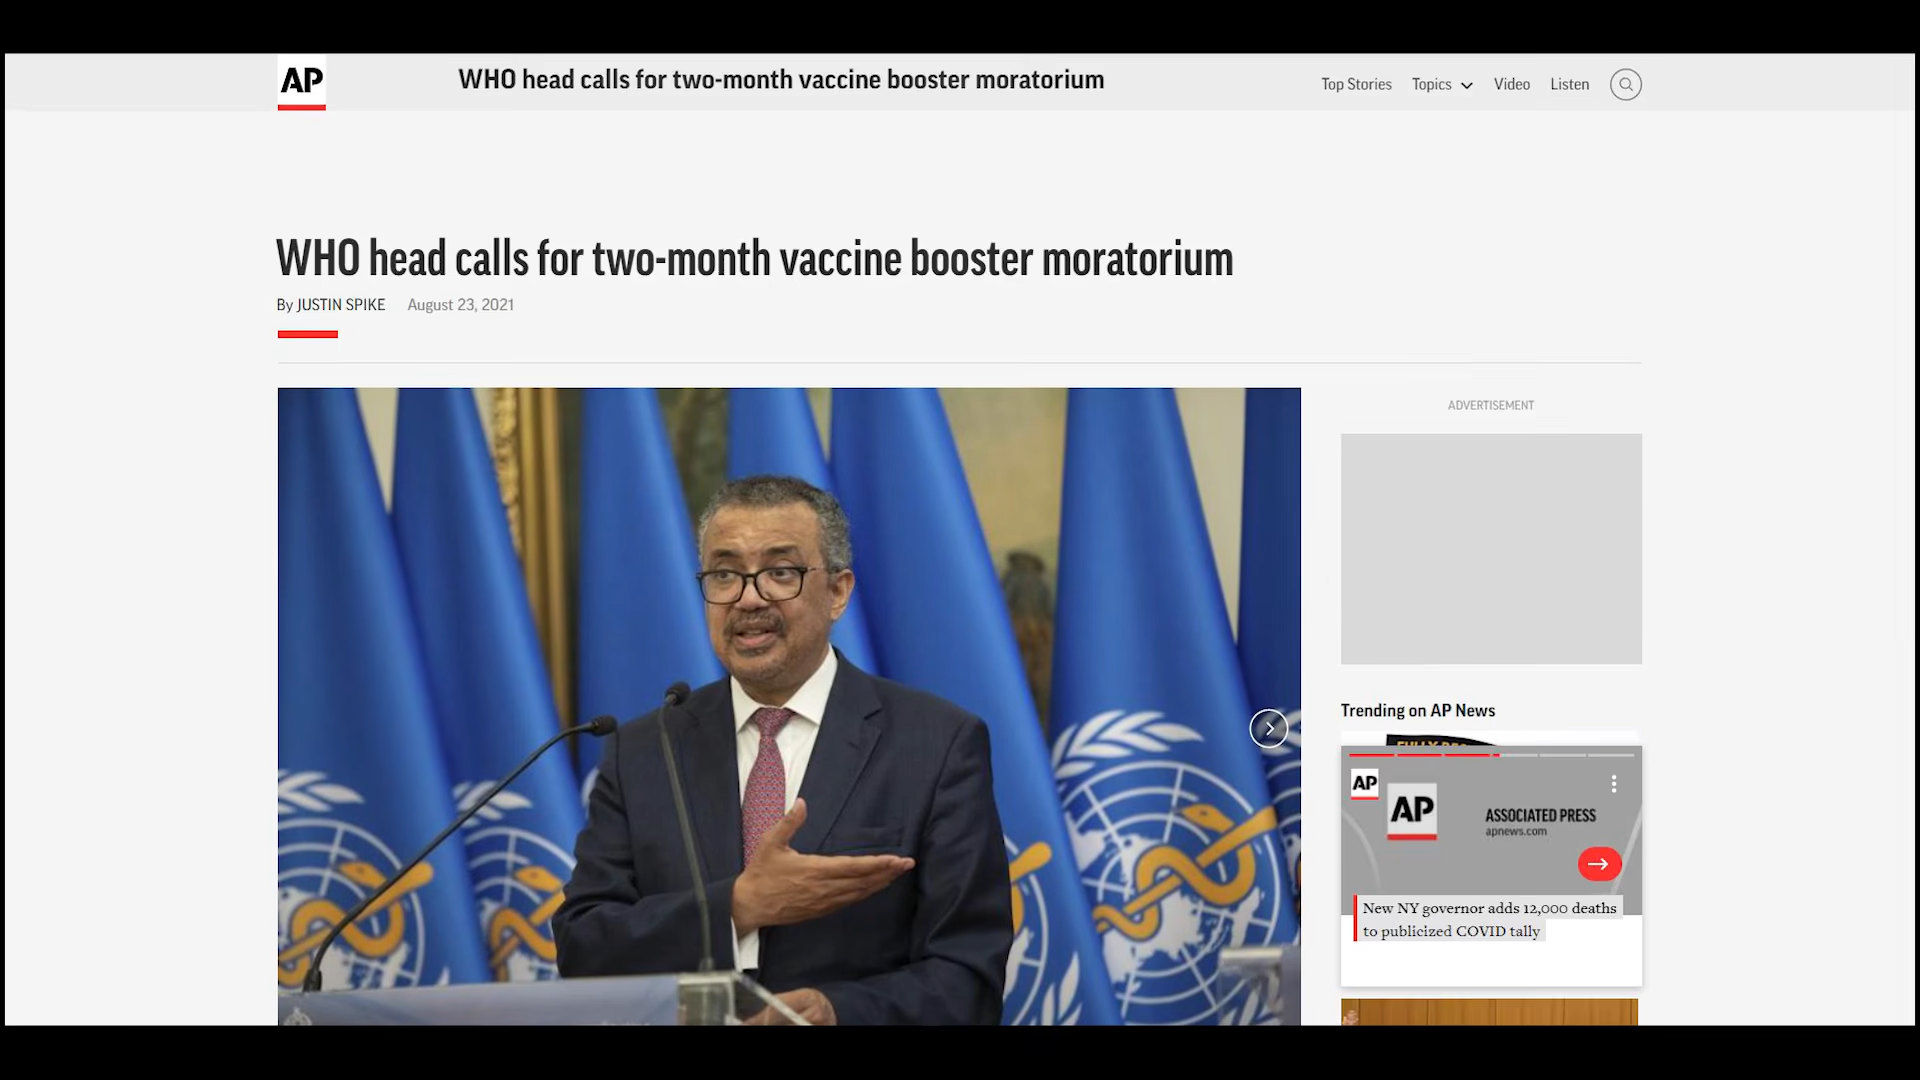 AP
WHO head calls for two-month vaccine booster moratorium
Top Stories
Topics
Video
Listen
WHO head calls for two-month vaccine booster moratorium
By JUSTIN SPIKE
August 23, 2021
ADVERTISEMENT
Trending on AP News
AP
AP
ASSOCIATED PRESS
apnews.com
New NY governor adds 12,000 deaths
to publicized COVID tally